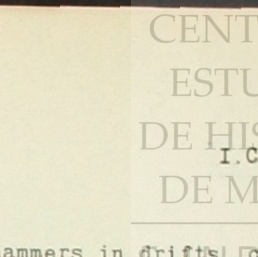 CENT
ESTU
DE HIS
I.C
DE M
hammers in drifts, c